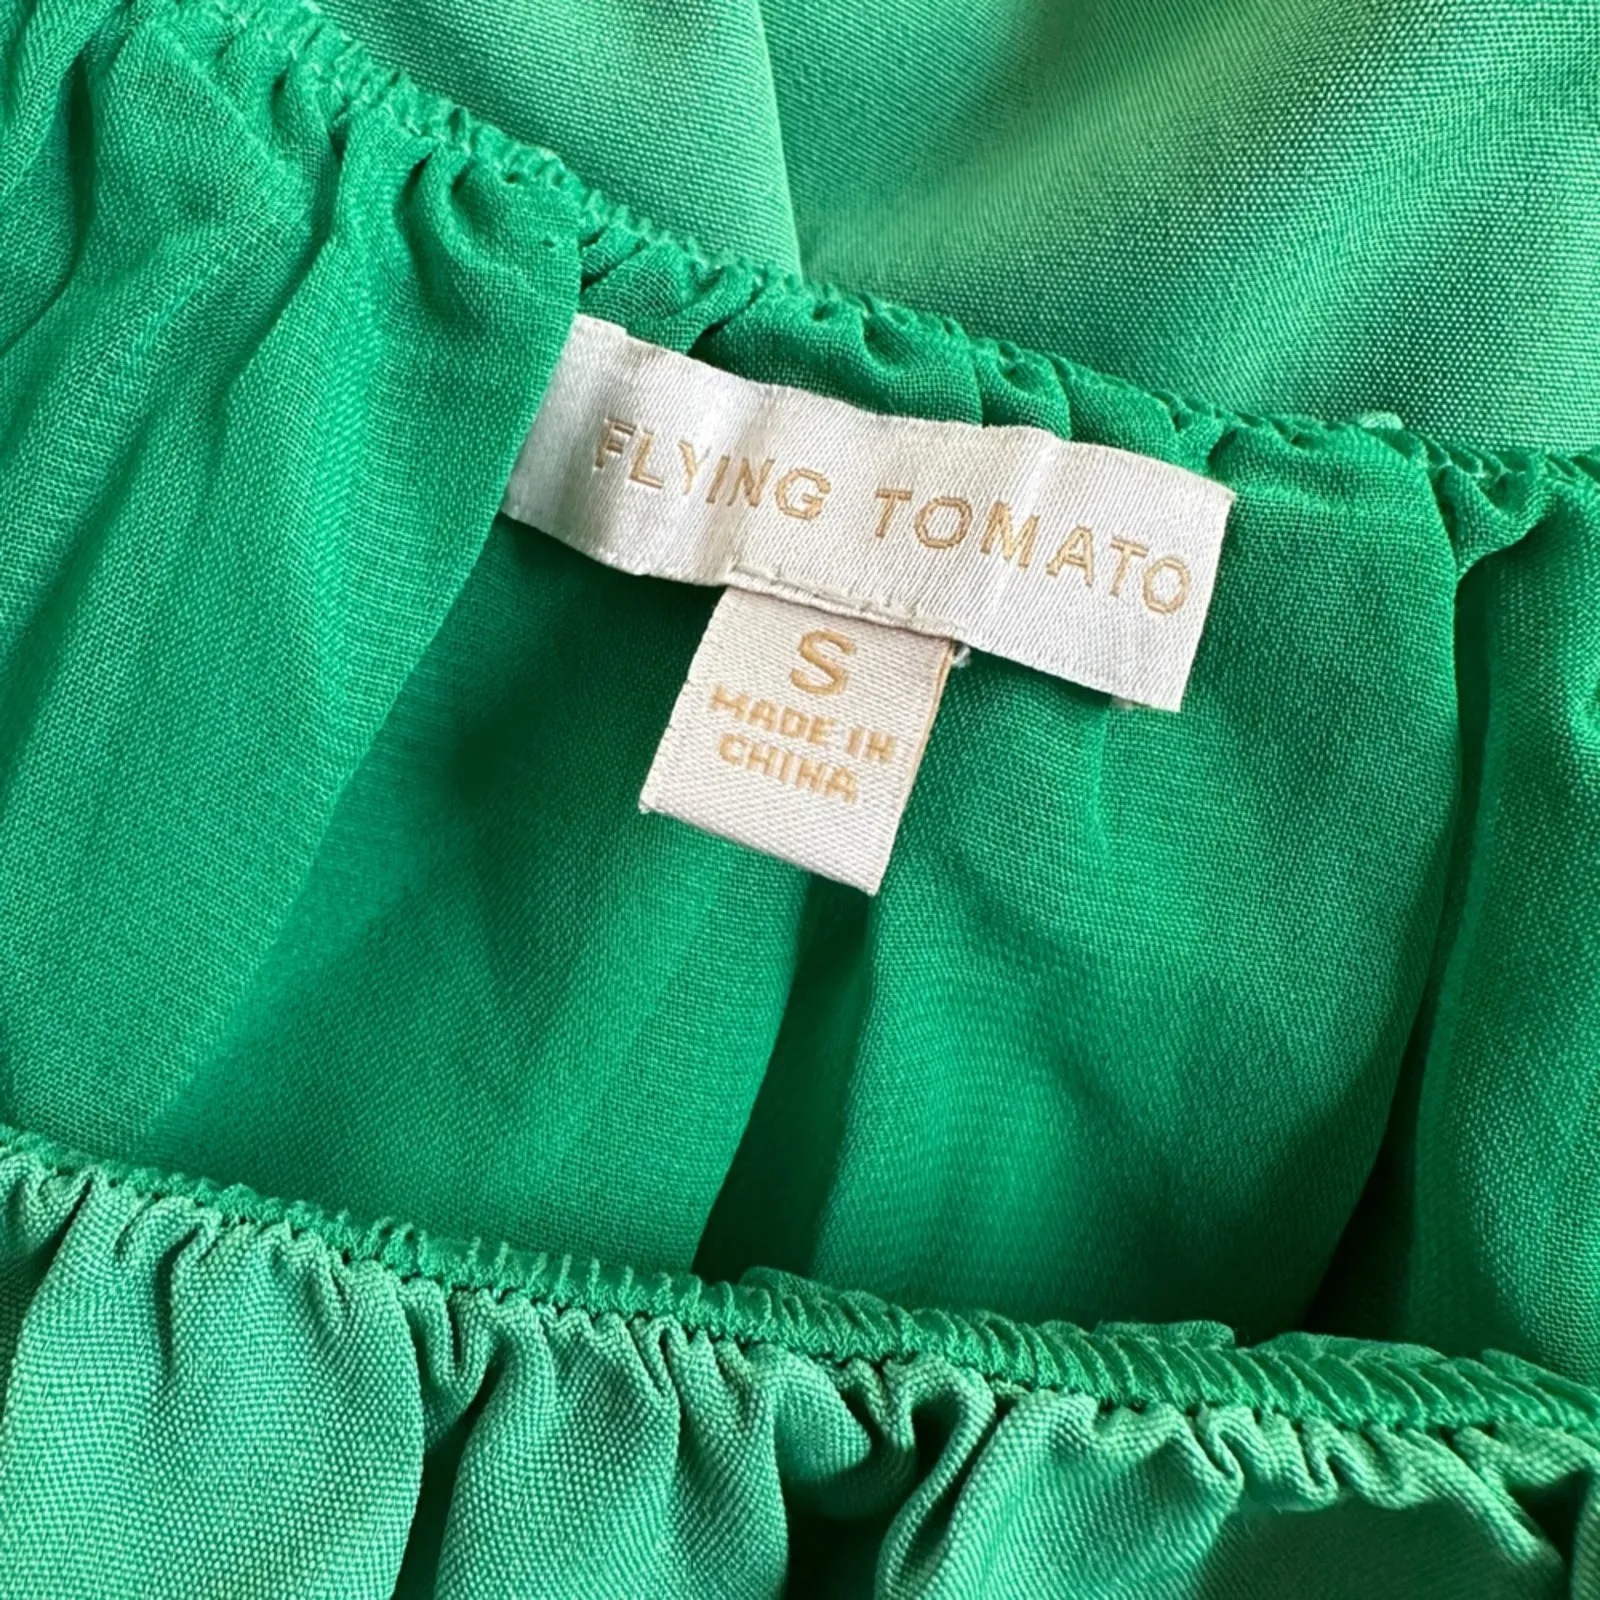 FLYING TOMATO
S
MADE IN
CHINA